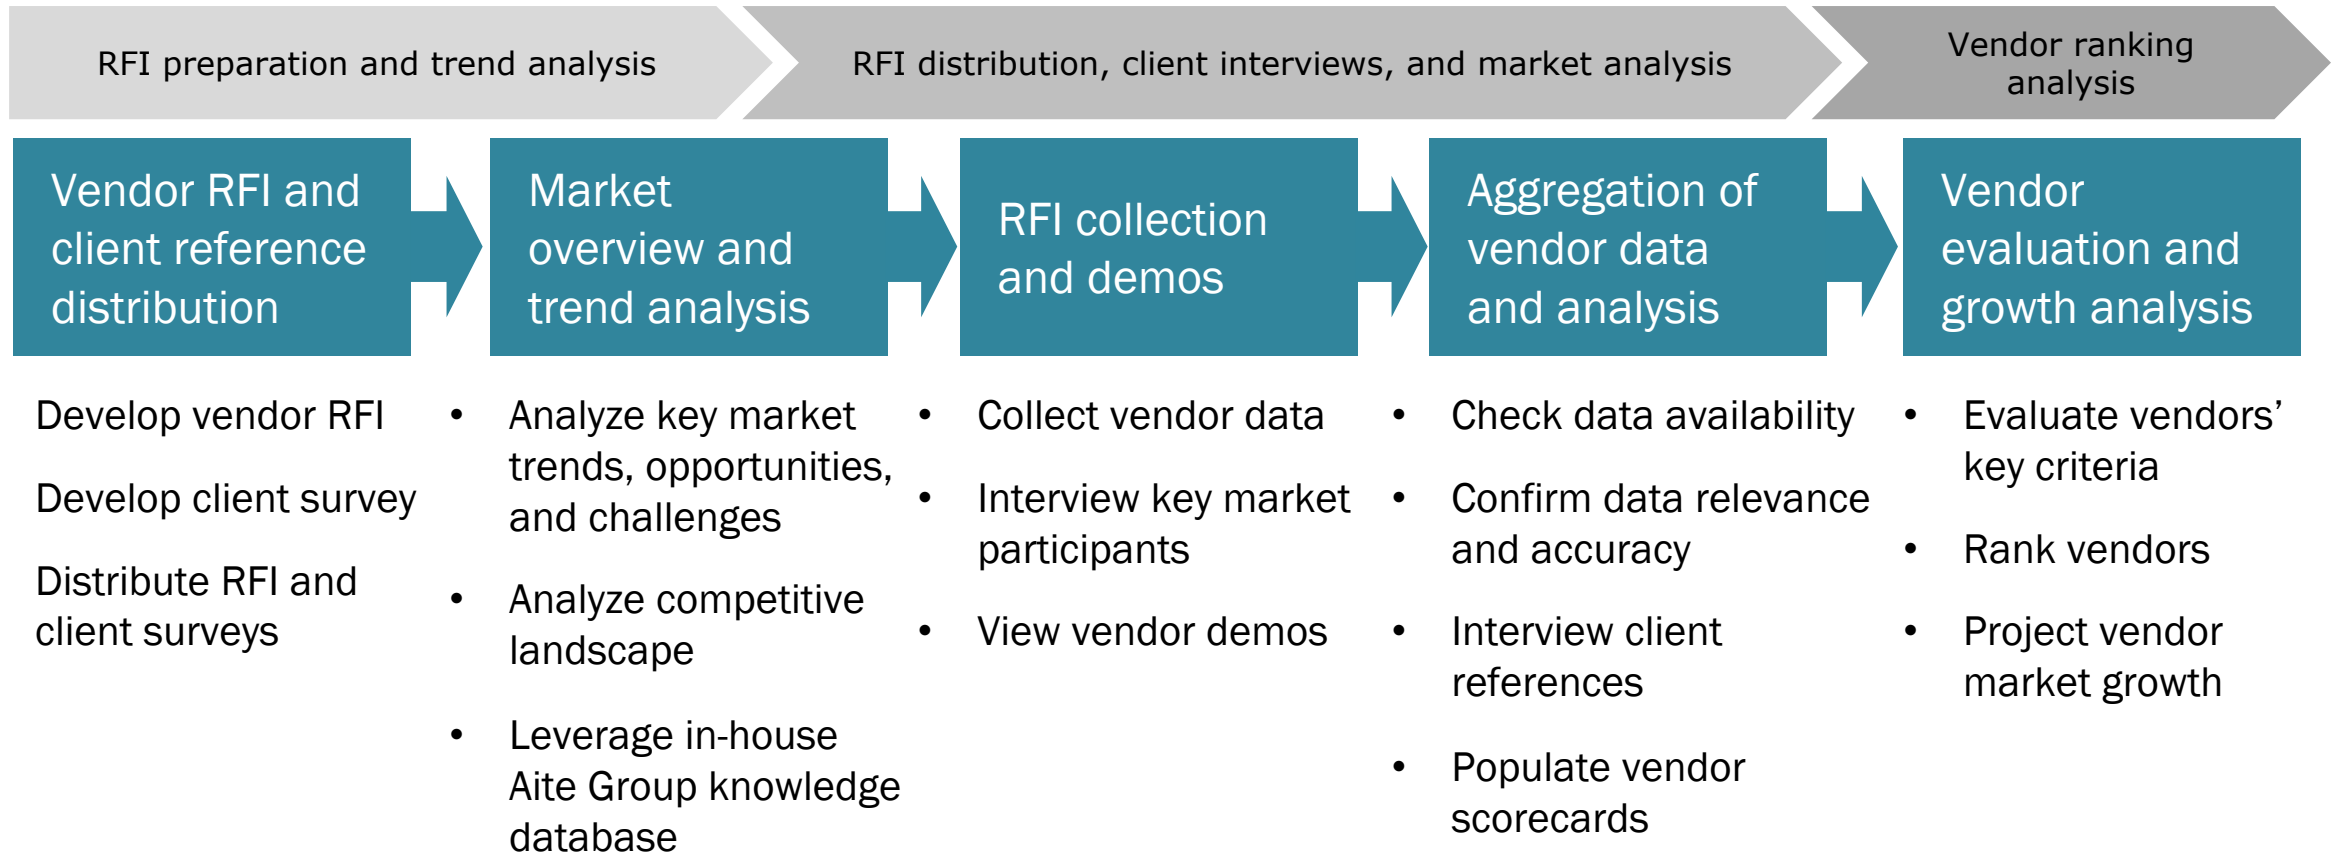 RFI preparation and trend analysis
RFI distribution, client interviews, and market analysis
Vendor ranking
analysis
Vendor RFI and
client reference
distribution
Market
overview and
trend analysis
RFI collection
and demos
Aggregation of
vendor data
and analysis
Vendor
evaluation and
growth analysis
Develop vendor RFI
Develop client survey
Distribute RFI and
client surveys
• Analyze key market
trends, opportunities,
and challenges
• Analyze competitive
landscape
• Leverage in-house
Aite Group knowledge
database
• Collect vendor data
• Interview key market
participants
• View vendor demos
• Check data availability
• Confirm data relevance
and accuracy
• Interview client
references
• Populate vendor
scorecards
• Evaluate vendors’
key criteria
• Rank vendors
• Project vendor
market growth